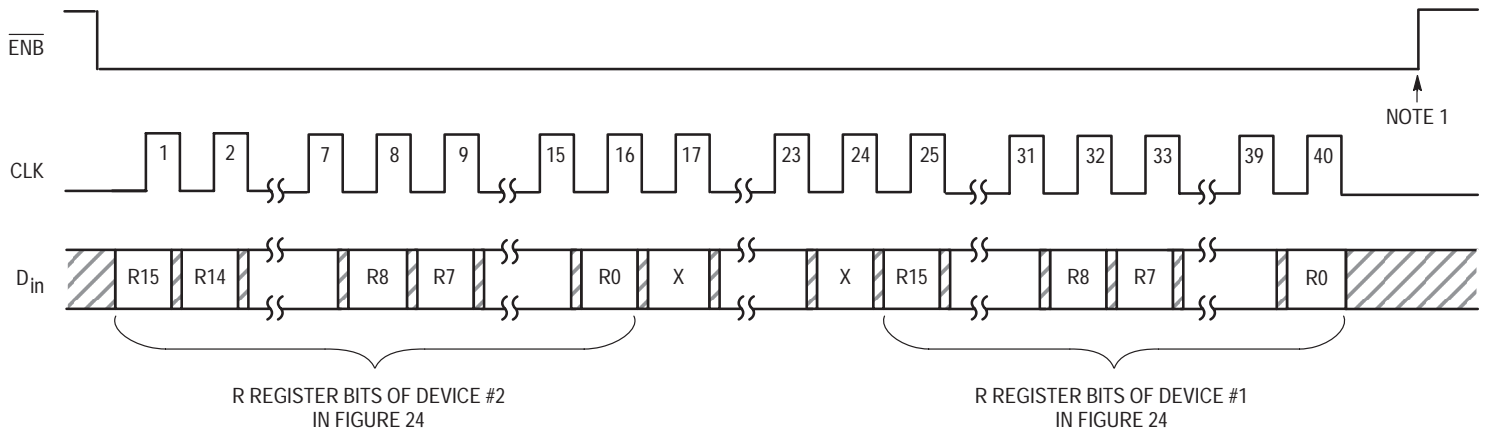 ENB
NOTE 1
CLK
1 2 7 8 9 15 16 17 23 24 25 31 32 33 39 40
Din
R15 R14 R8 R7 R0 X X R15 R8 R7 R0
R REGISTER BITS OF DEVICE #2
IN FIGURE 24
R REGISTER BITS OF DEVICE #1
IN FIGURE 24